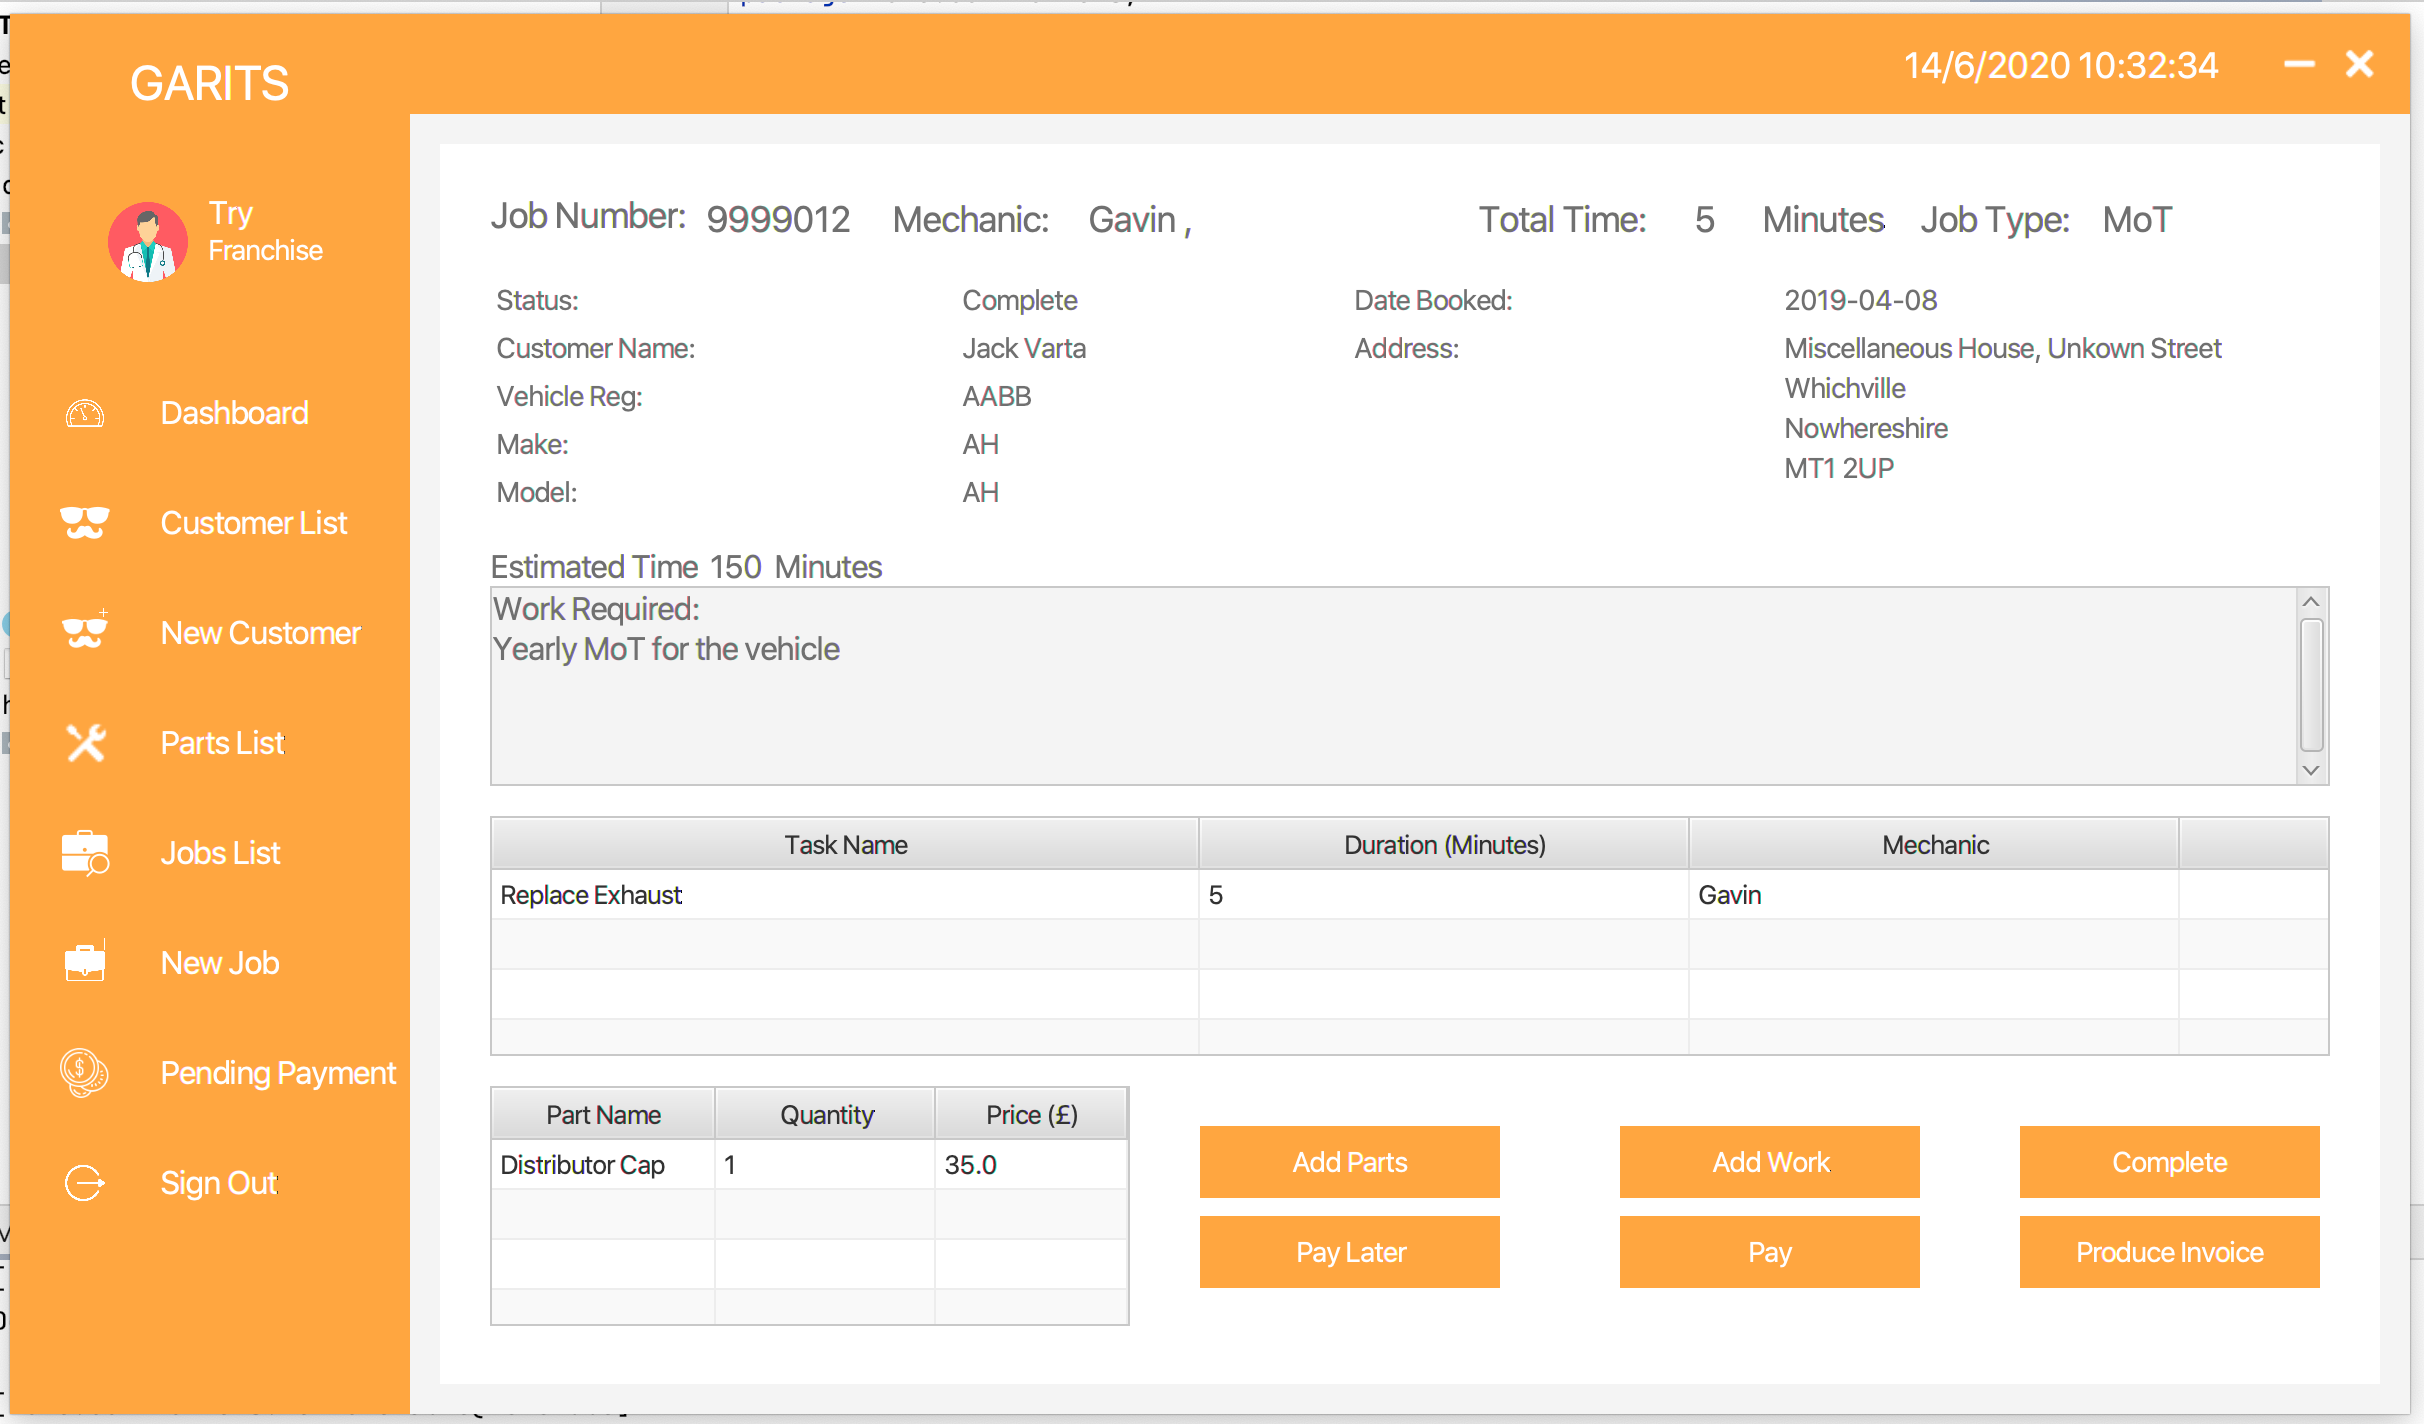 GARITS
14/6/2020 10:32:34
Try
Franchise
Dashboard
Customer List
New Customer
Parts List
Jobs List
New Job
Pending Payment
Sign Out
Job Number: 9999012 Mechanic: Gavin , Total Time: 5 Minutes Job Type: MoT
Status: Complete Date Booked: 2019-04-08
Customer Name: Jack Varta Address: Miscellaneous House, Unkown Street
Whichville
Vehicle Reg: AABB
Nowhereshire
Make: AH
MT1 2UP
Model: AH
Estimated Time 150 Minutes
Work Required:
Yearly MoT for the vehicle
Task Name Duration (Minutes) Mechanic
Replace Exhaust 5 Gavin
Part Name Quantity Price (£)
Distributor Cap 1 35.0
Add Parts Add Work Complete
Pay Later Pay Produce Invoice